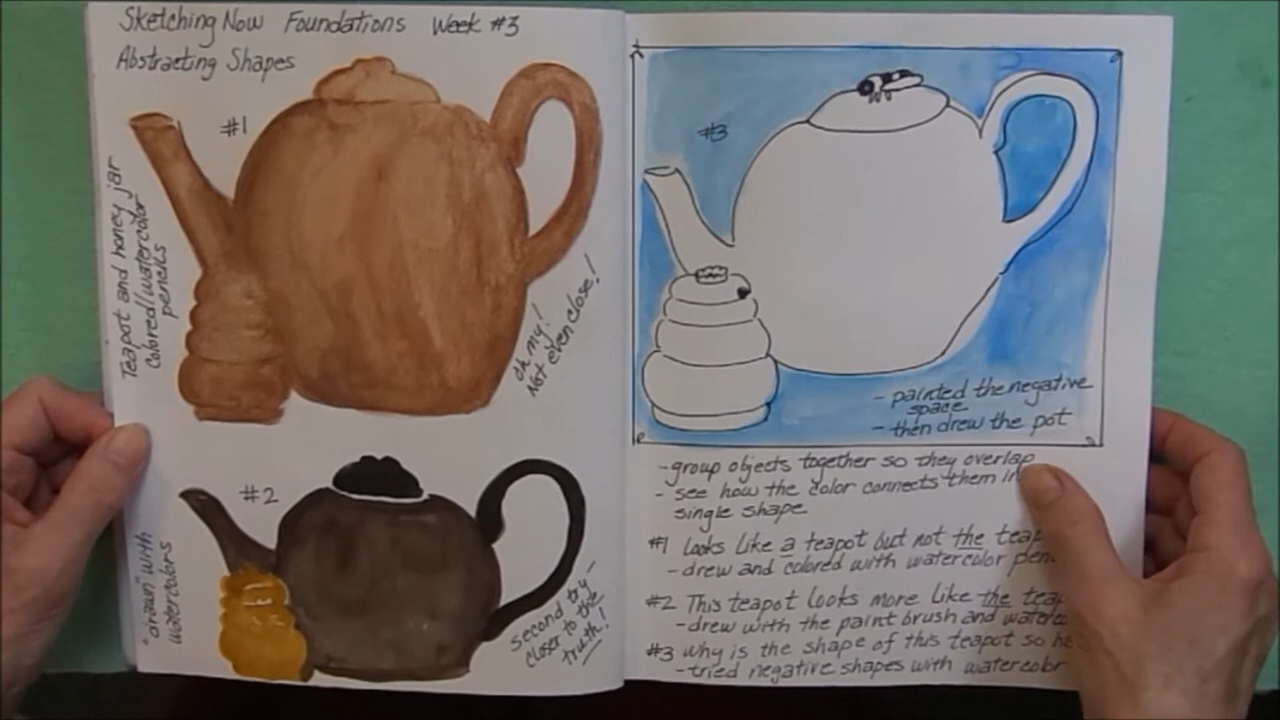 Sketching Now Foundations Week #3
Abstracting Shapes
#1
Teapot and honey jar
colored/watercolor
pencils
oh my!
Not even close!
#2
"drawn" with
watercolors
second try -
closer to the
truth!
#3
- painted the negative
space
- then drew the pot
- group objects together so they overlap
- see how the color connects them in
single shape
#1 looks like a teapot but not the
- drew and colored with watercolor
#2 This teapot looks more like the
- drew with the paint brush and
#3 why is the shape of this teapot so
- tried negative shapes with watercolor